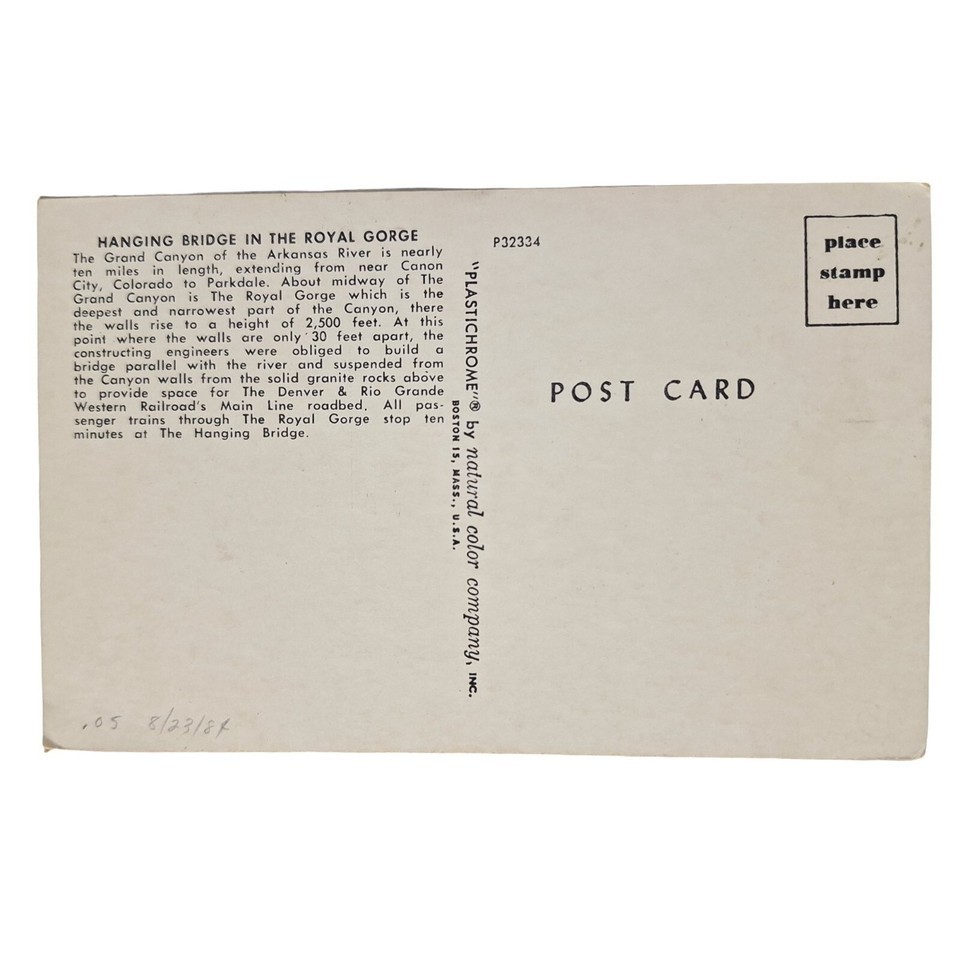 HANGING BRIDGE IN THE ROYAL GORGE
The Grand Canyon of the Arkansas River is nearly
ten miles in length, extending from near Canon
City, Colorado to Parkdale. About midway of The
Grand Canyon is The Royal Gorge which is the
deepest and narrowest part of the Canyon, there
the walls rise to a height of 2,500 feet. At this
point where the walls are only 30 feet apart, the
constructing engineers were obliged to build a
bridge parallel with the river and suspended from
the Canyon walls from the solid granite rocks above
to provide space for The Denver & Rio Grande
Western Railroad's Main Line roadbed. All pas-
senger trains through The Royal Gorge stop ten
minutes at The Hanging Bridge.
.05 8/23/84
"PLASTICHROME"® by natural color company, INC.
BOSTON 15, MASS., U.S.A.
P32334
place
stamp
here
POST CARD